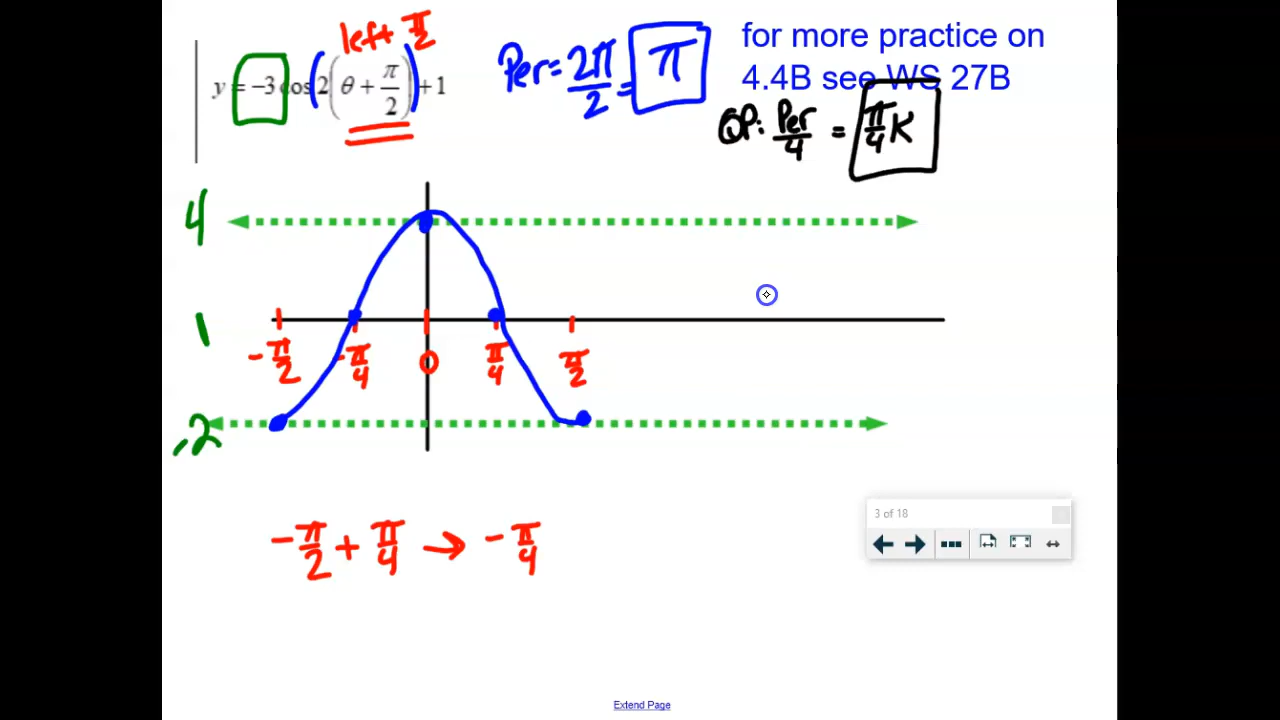 left π/2
y = -3 cos 2(θ + π/2) + 1
Per = 2π/2 = π
for more practice on
4.4B see WS 27B
QP: Per/4 = π/4 K
4
1
-2
-π/2 -π/4 0 π/4 π/2
-π/2 + π/4 → -π/4
3 of 18
Extend Page